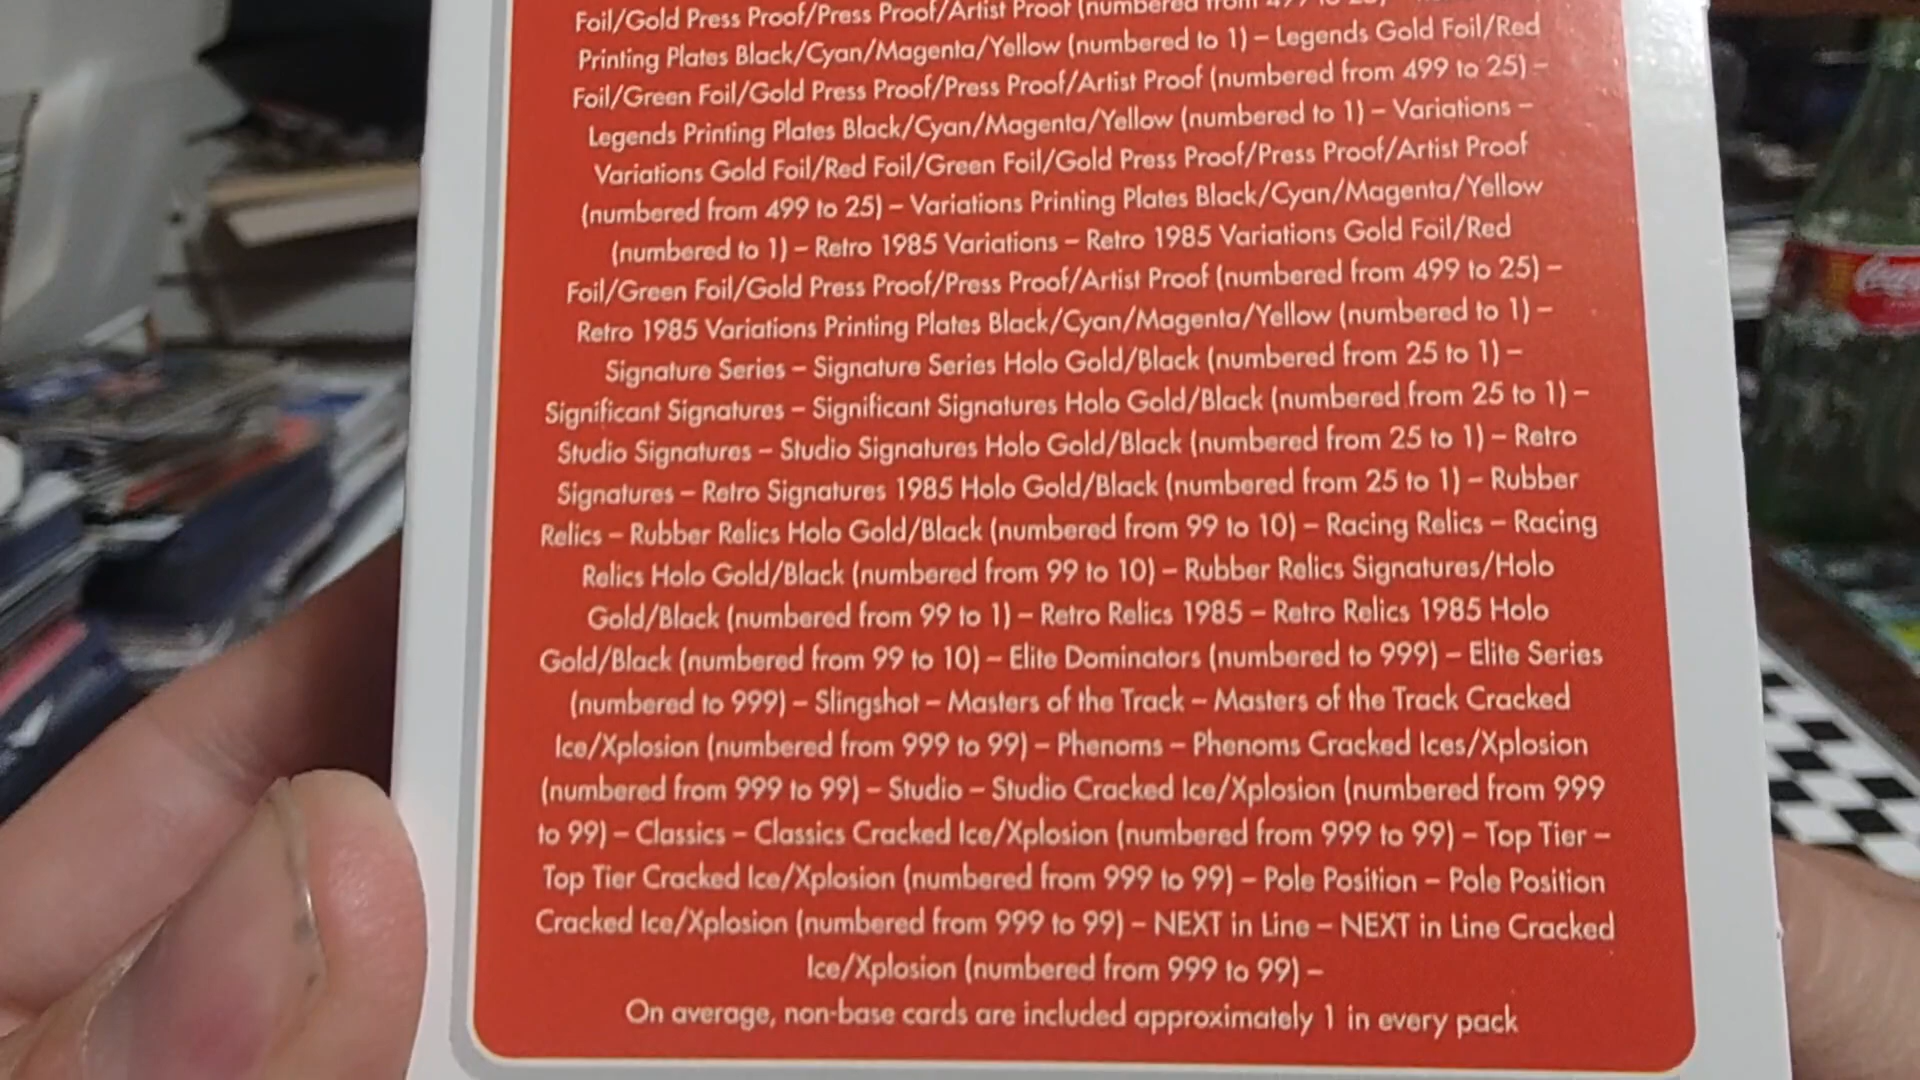 Foil/Gold Press Proof/Press Proof/Artist Proof (numbered from 499 to 25)
Printing Plates Black/Cyan/Magenta/Yellow (numbered to 1) – Legends Gold Foil/Red
Foil/Green Foil/Gold Press Proof/Press Proof/Artist Proof (numbered from 499 to 25) –
Legends Printing Plates Black/Cyan/Magenta/Yellow (numbered to 1) – Variations –
Variations Gold Foil/Red Foil/Green Foil/Gold Press Proof/Press Proof/Artist Proof
(numbered from 499 to 25) – Variations Printing Plates Black/Cyan/Magenta/Yellow
(numbered to 1) – Retro 1985 Variations – Retro 1985 Variations Gold Foil/Red
Foil/Green Foil/Gold Press Proof/Press Proof/Artist Proof (numbered from 499 to 25) –
Retro 1985 Variations Printing Plates Black/Cyan/Magenta/Yellow (numbered to 1) –
Signature Series – Signature Series Holo Gold/Black (numbered from 25 to 1) –
Significant Signatures – Significant Signatures Holo Gold/Black (numbered from 25 to 1) –
Studio Signatures – Studio Signatures Holo Gold/Black (numbered from 25 to 1) – Retro
Signatures – Retro Signatures 1985 Holo Gold/Black (numbered from 25 to 1) – Rubber
Relics – Rubber Relics Holo Gold/Black (numbered from 99 to 10) – Racing Relics – Racing
Relics Holo Gold/Black (numbered from 99 to 10) – Rubber Relics Signatures/Holo
Gold/Black (numbered from 99 to 1) – Retro Relics 1985 – Retro Relics 1985 Holo
Gold/Black (numbered from 99 to 10) – Elite Dominators (numbered to 999) – Elite Series
(numbered to 999) – Slingshot – Masters of the Track – Masters of the Track Cracked
Ice/Xplosion (numbered from 999 to 99) – Phenoms – Phenoms Cracked Ices/Xplosion
(numbered from 999 to 99) – Studio – Studio Cracked Ice/Xplosion (numbered from 999
to 99) – Classics – Classics Cracked Ice/Xplosion (numbered from 999 to 99) – Top Tier –
Top Tier Cracked Ice/Xplosion (numbered from 999 to 99) – Pole Position – Pole Position
Cracked Ice/Xplosion (numbered from 999 to 99) – NEXT in Line – NEXT in Line Cracked
Ice/Xplosion (numbered from 999 to 99) –
On average, non-base cards are included approximately 1 in every pack